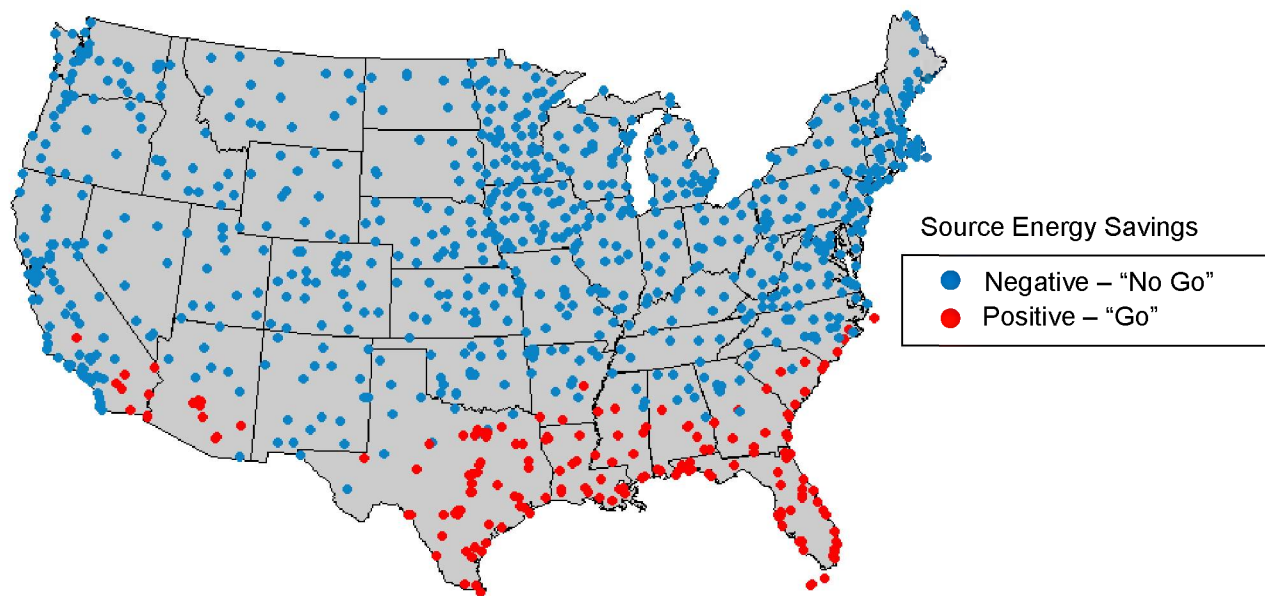 Source Energy Savings
Negative – “No Go”
Positive – “Go”